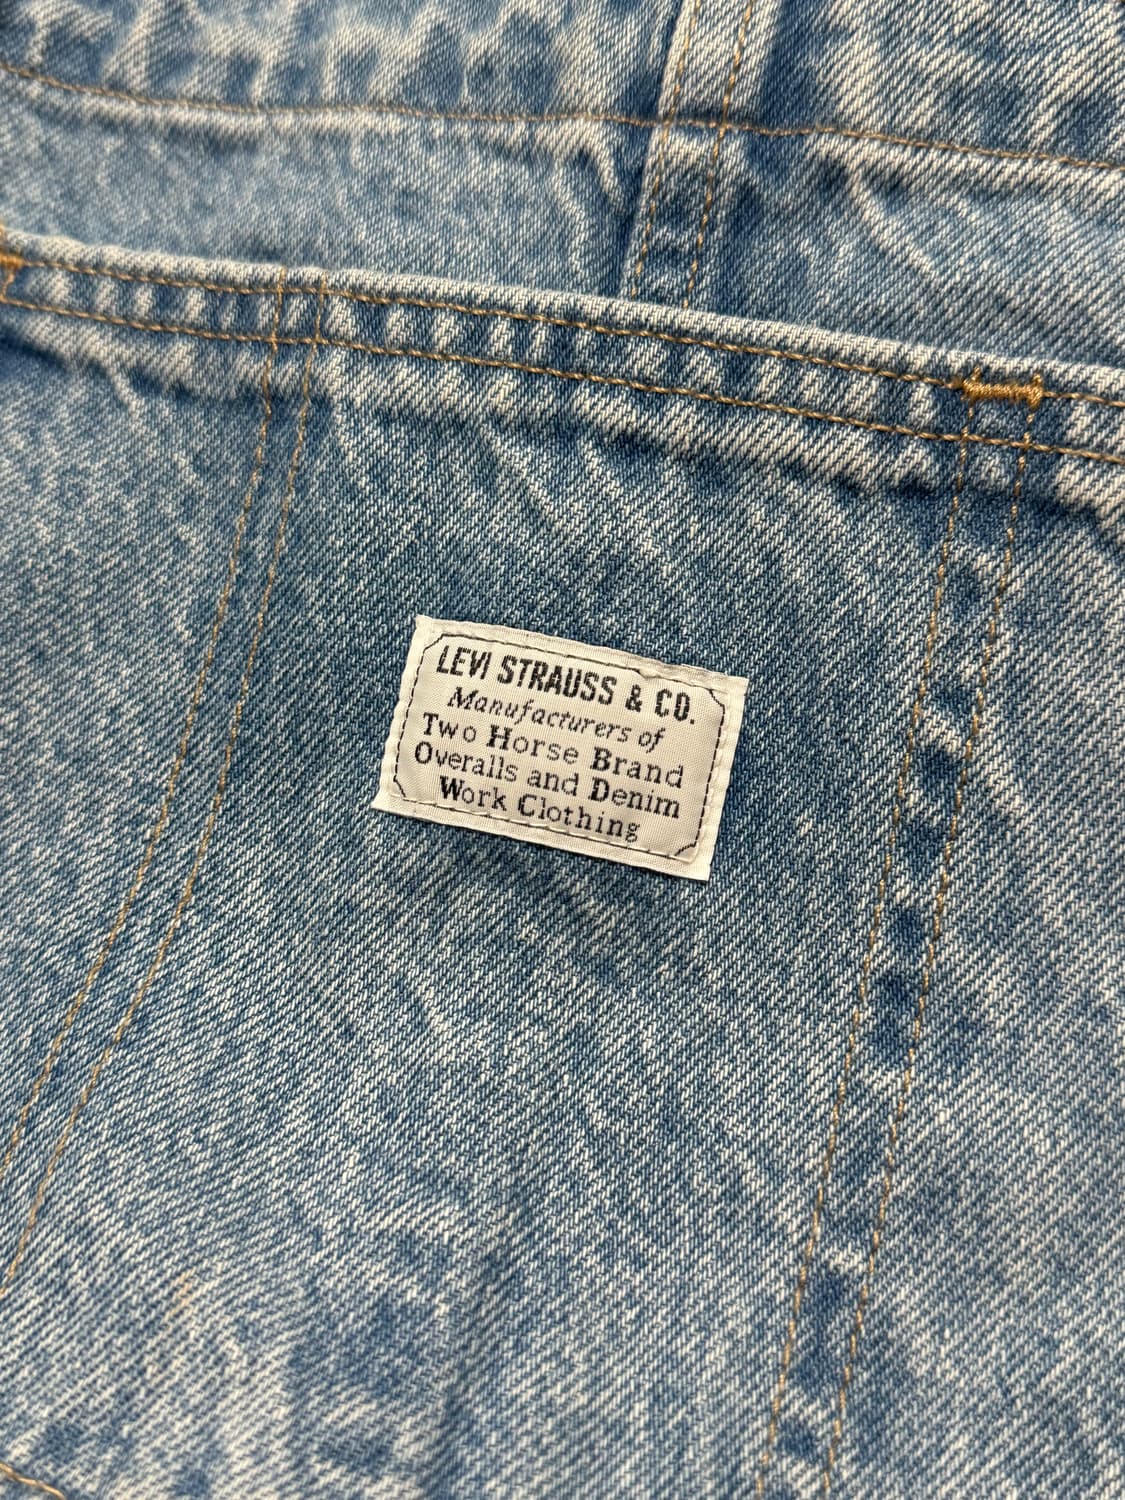 LEVI STRAUSS & CO.
Manufacturers of
Two Horse Brand
Overalls and Denim
Work Clothing